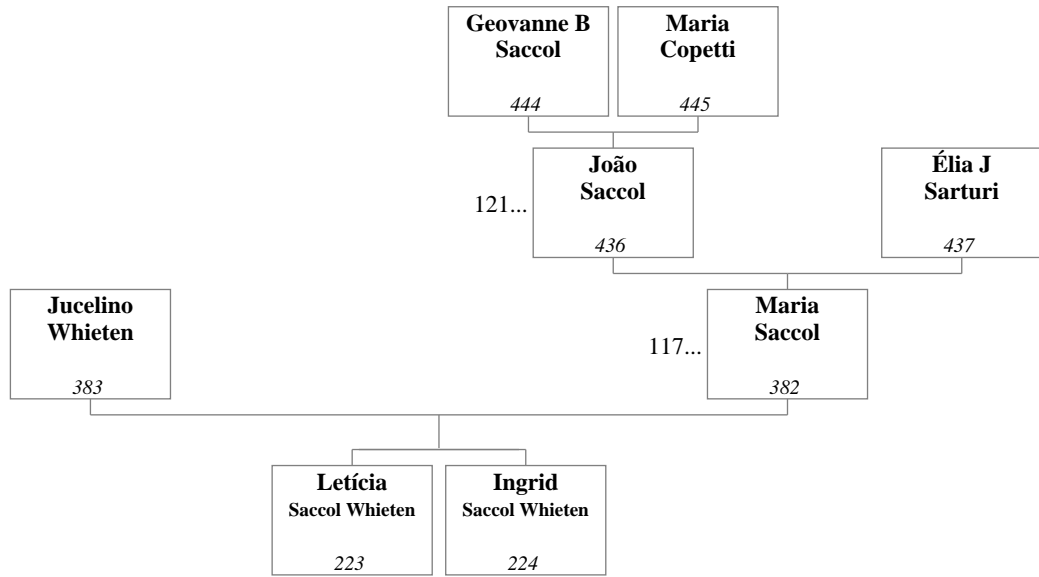 Geovanne B
Saccol
444
Maria
Copetti
445
João
Saccol
436
121...
Élia J
Sarturi
437
Jucelino
Whieten
383
Maria
Saccol
382
117...
Letícia
Saccol Whieten
223
Ingrid
Saccol Whieten
224